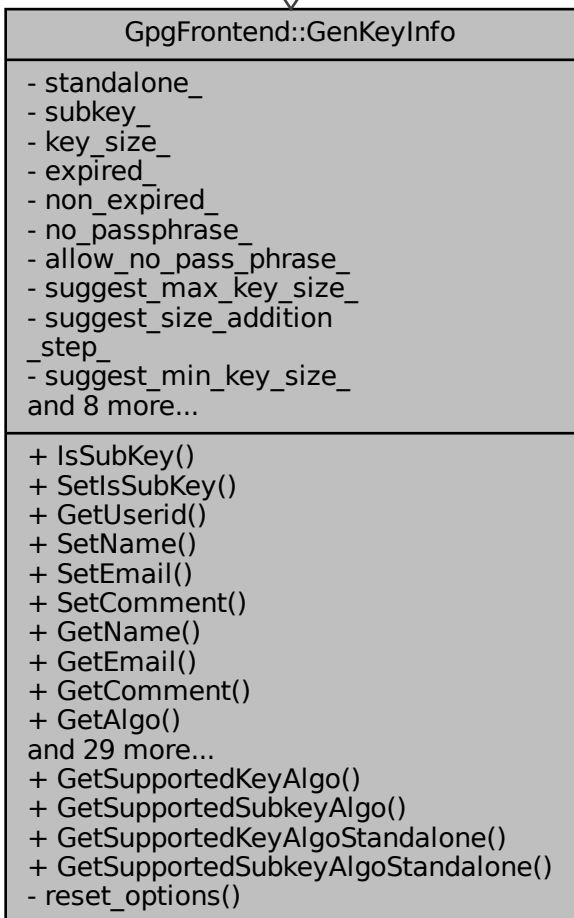 GpgFrontend::GenKeyInfo
- standalone_
- subkey_
- key_size_
- expired_
- non_expired_
- no_passphrase_
- allow_no_pass_phrase_
- suggest_max_key_size_
- suggest_size_addition
_step_
- suggest_min_key_size_
and 8 more...
+ IsSubKey()
+ SetIsSubKey()
+ GetUserid()
+ SetName()
+ SetEmail()
+ SetComment()
+ GetName()
+ GetEmail()
+ GetComment()
+ GetAlgo()
and 29 more...
+ GetSupportedKeyAlgo()
+ GetSupportedSubkeyAlgo()
+ GetSupportedKeyAlgoStandalone()
+ GetSupportedSubkeyAlgoStandalone()
- reset_options()